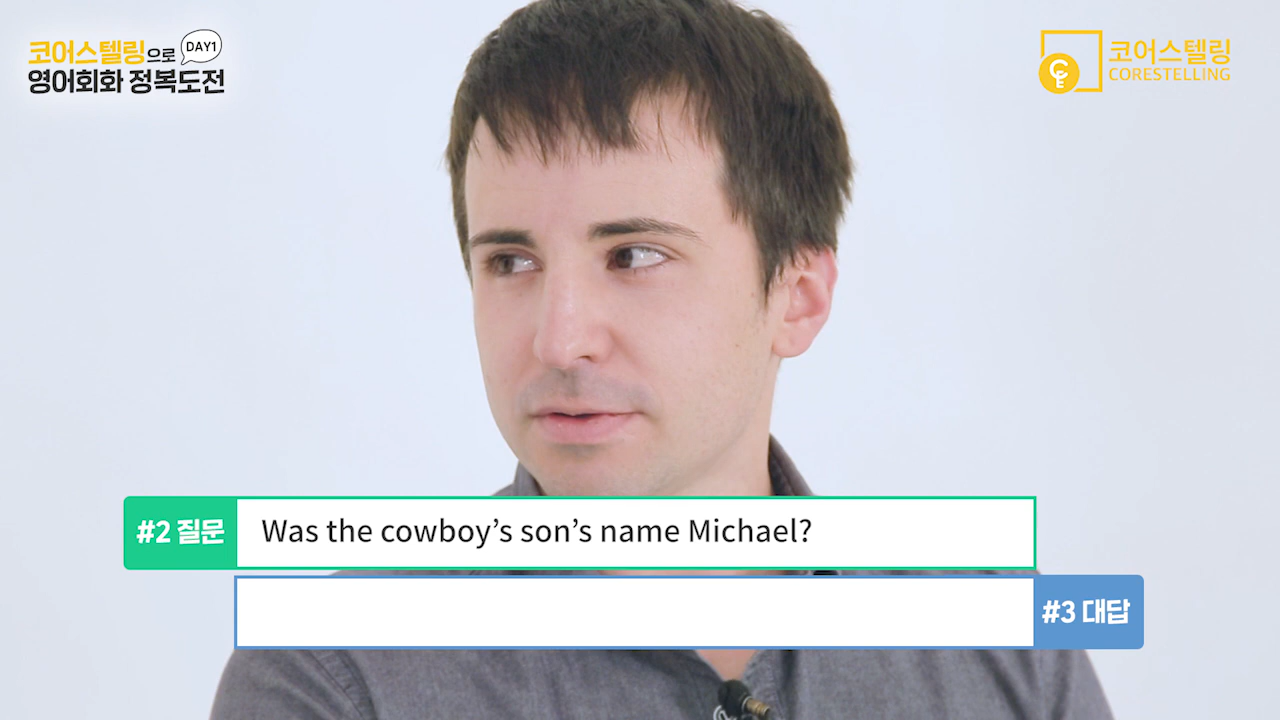 코어스텔링으로
DAY1
영어회화 정복도전
코어스텔링
CORESTELLING
#2 질문
Was the cowboy’s son’s name Michael?
#3 대답